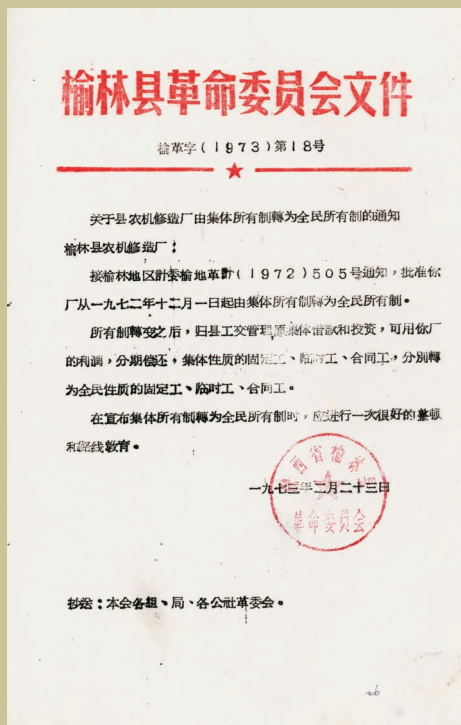 榆林县革命委员会文件
榆革字(1973)第18号
关于县农机修造厂由集体所有制轉为全民所有制的通知
榆林县农机修造厂：
接榆林地区計委榆地革計(1972)505号通知，批准你
厂从一九七二年十二月一日起由集体所有制轉为全民所有制。
所有制轉变之后，归县工交管理原集体借款和投资，可用你厂
的利润，分期偿还，集体性质的固定工、临时工、合同工，分别轉
为全民性质的固定工、临时工、合同工。
在宣布集体所有制轉为全民所有制时，应进行一次很好的整顿
和路线教育。
陕西省榆林县
革命委员会
一九七三年二月二十三日
抄送：本会各组、局、各公社革委会。
26